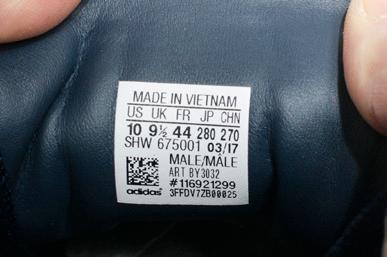 MADE IN VIETNAM
US UK FR JP CHN
10 9½ 44 280 270
SHW 675001 03/17
MALE/MÂLE
ART BY3032
#116921299
adidas 3FFDV7ZB00025